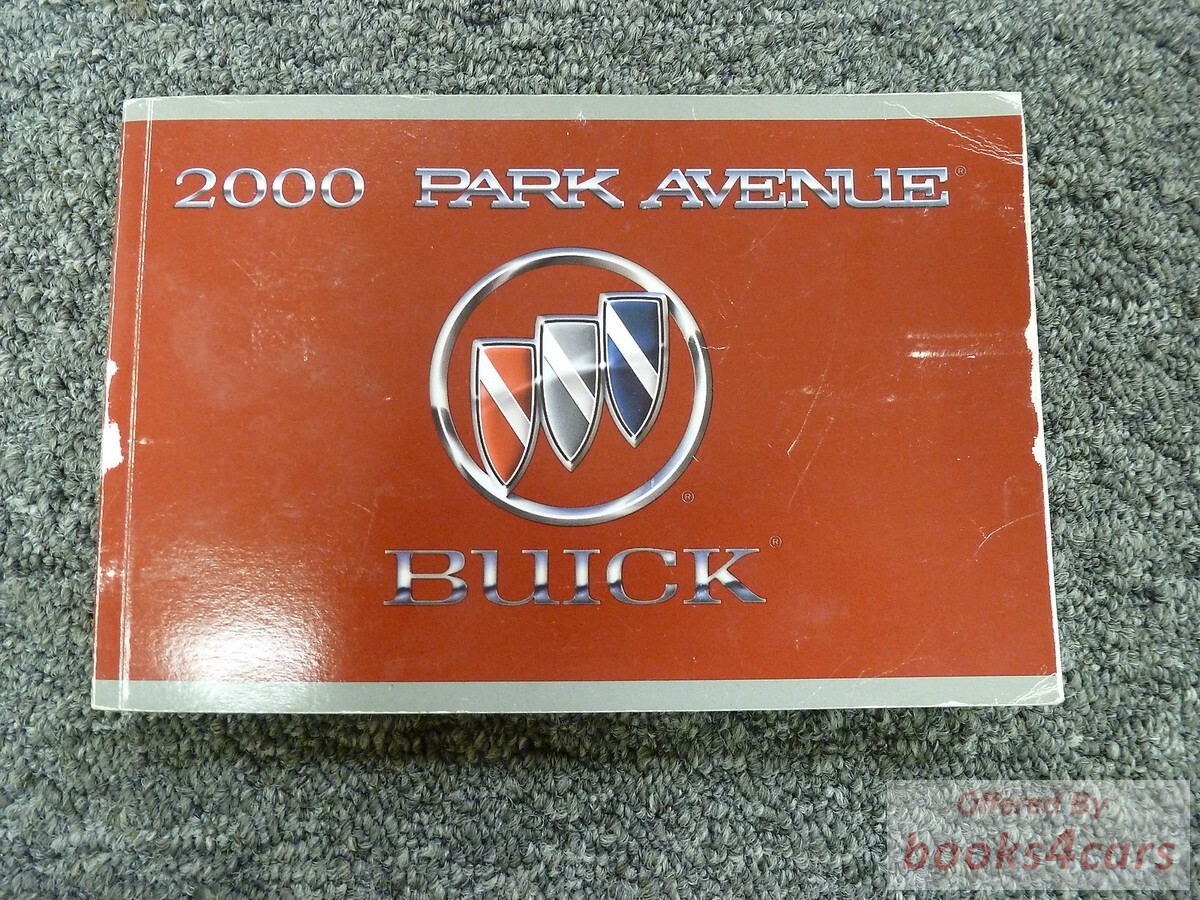 2000 PARK AVENUE®
®
BUICK®
Offered By
books4cars